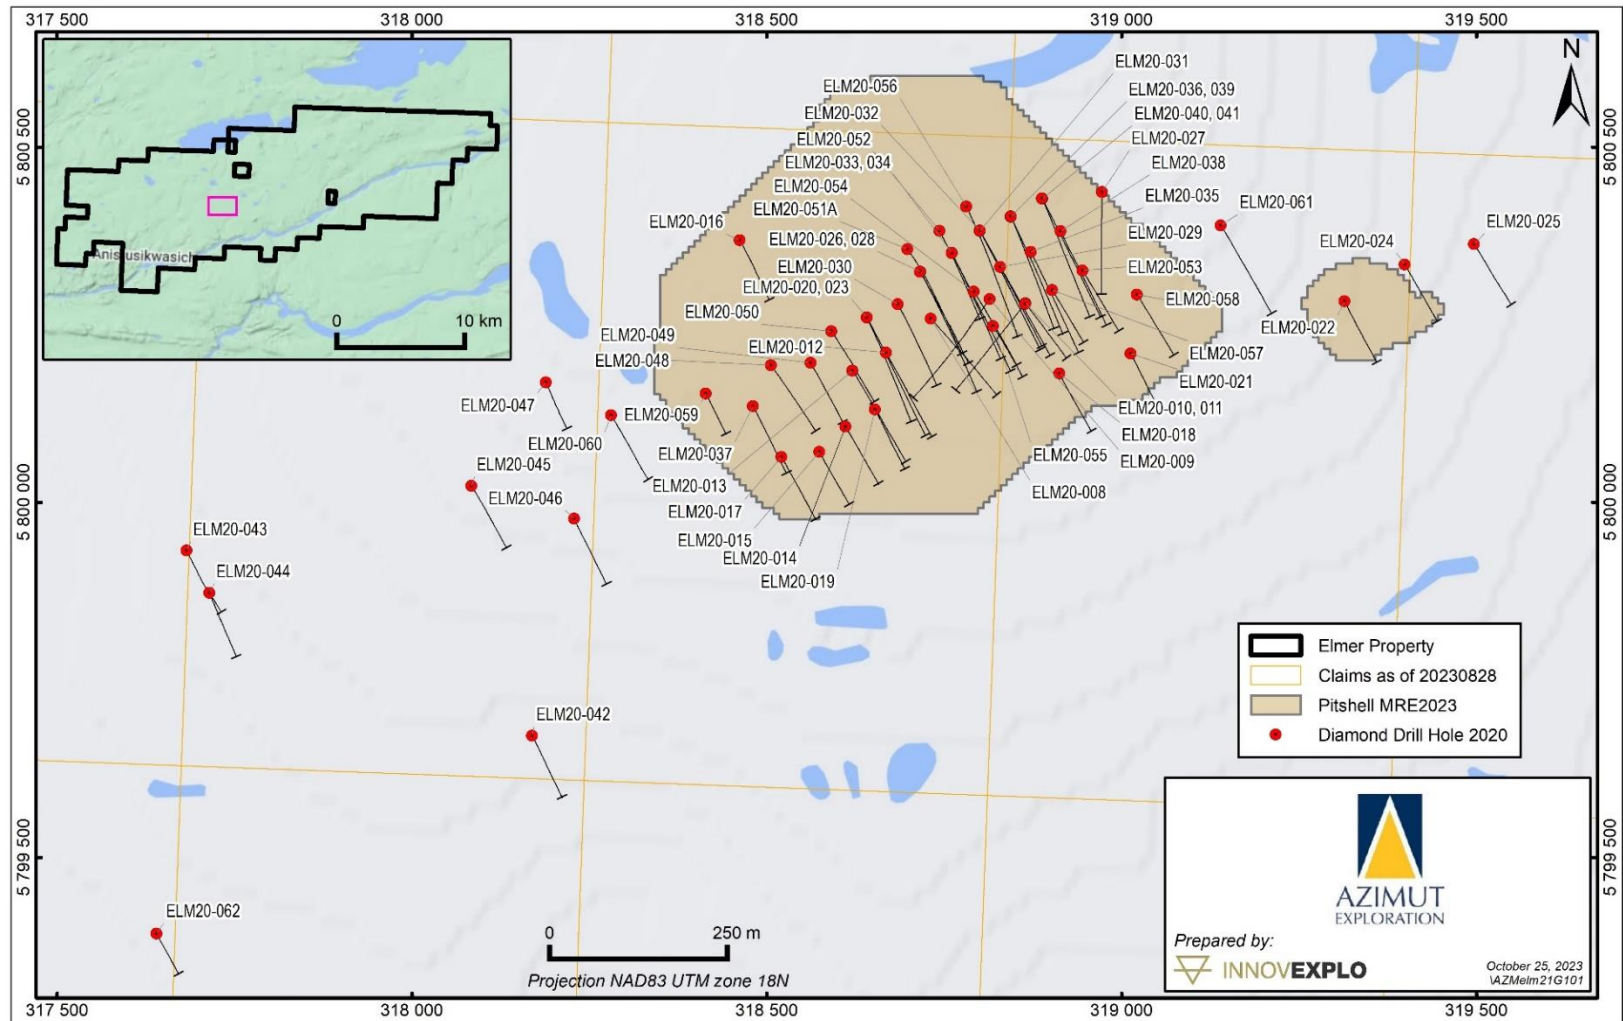 317 500
318 000
318 500
319 000
319 500
N
5 800 500
5 800 500
5 800 000
5 800 000
5 799 500
5 799 500
0
10 km
ELM20-031
ELM20-056
ELM20-036, 039
ELM20-032
ELM20-040, 041
ELM20-052
ELM20-027
ELM20-033, 034
ELM20-038
ELM20-054
ELM20-035
ELM20-051A
ELM20-061
ELM20-016
ELM20-029
ELM20-025
ELM20-026, 028
ELM20-024
ELM20-030
ELM20-053
ELM20-020, 023
ELM20-058
ELM20-050
ELM20-022
ELM20-049
ELM20-012
ELM20-057
ELM20-048
ELM20-021
ELM20-047
ELM20-059
ELM20-010, 011
ELM20-060
ELM20-018
ELM20-037
ELM20-055
ELM20-009
ELM20-045
ELM20-013
ELM20-008
ELM20-046
ELM20-017
ELM20-043
ELM20-015
ELM20-014
ELM20-044
ELM20-019
ELM20-042
ELM20-062
Elmer Property
Claims as of 20230828
Pitshell MRE2023
Diamond Drill Hole 2020
0
250 m
Projection NAD83 UTM zone 18N
AZIMUT
EXPLORATION
Prepared by:
INNOVEXPLO
October 25, 2023
\AZMelm21G101
317 500
318 000
318 500
319 000
319 500